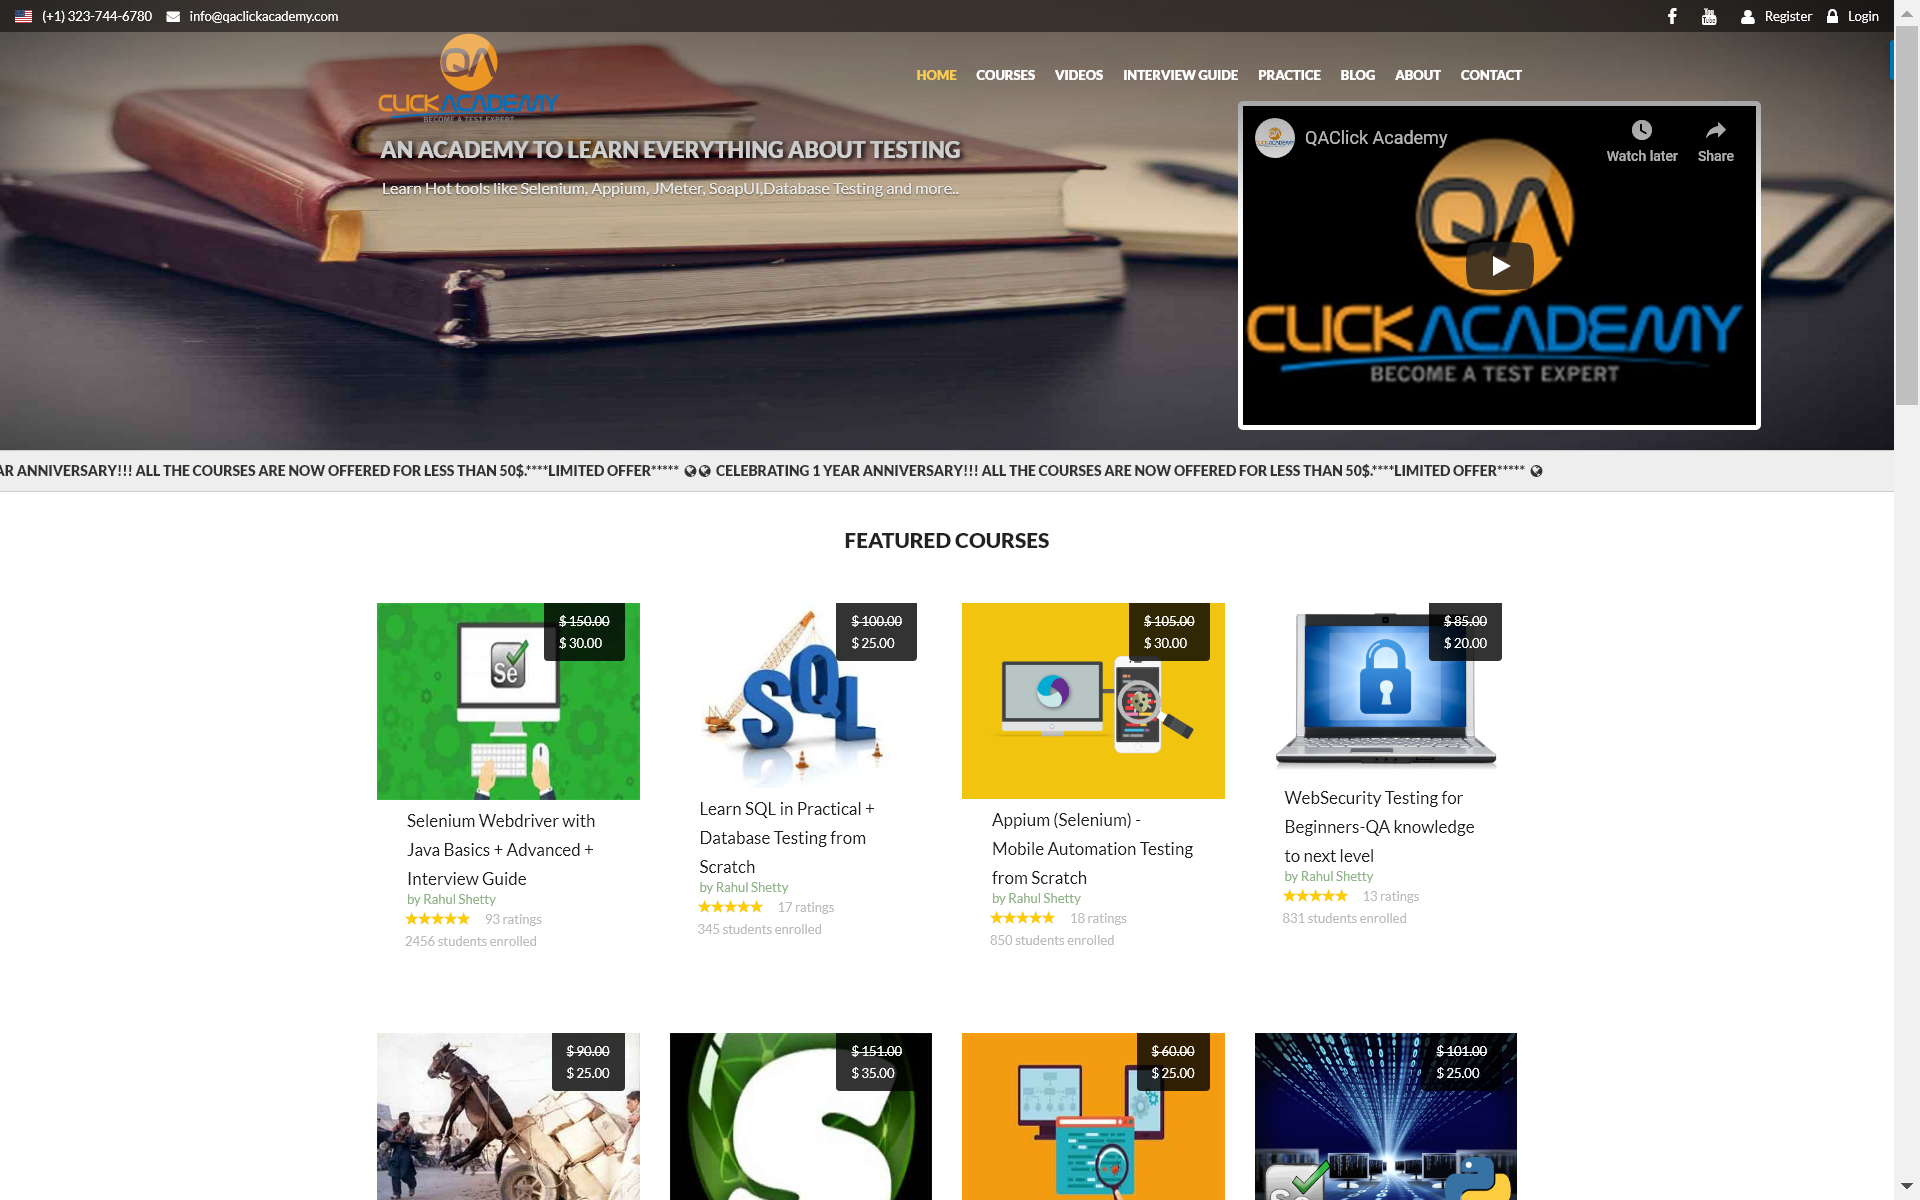 (+1) 323-744-6780 info@qaclickacademy.com
Register Login
QA
CLICKACADEMY
BECOME A TEST EXPERT
HOME COURSES VIDEOS INTERVIEW GUIDE PRACTICE BLOG ABOUT CONTACT
AN ACADEMY TO LEARN EVERYTHING ABOUT TESTING
Learn Hot tools like Selenium, Appium, JMeter, SoapUI,Database Testing and more..
QAClick Academy
Watch later Share
QA
CLICKACADEMY
BECOME A TEST EXPERT
AR ANNIVERSARY!!! ALL THE COURSES ARE NOW OFFERED FOR LESS THAN 50$.****LIMITED OFFER***** CELEBRATING 1 YEAR ANNIVERSARY!!! ALL THE COURSES ARE NOW OFFERED FOR LESS THAN 50$.****LIMITED OFFER*****
FEATURED COURSES
$ 150.00
$ 30.00
Se
Selenium Webdriver with
Java Basics + Advanced +
Interview Guide
by Rahul Shetty
93 ratings
2456 students enrolled
$ 100.00
$ 25.00
SQL
Learn SQL in Practical +
Database Testing from
Scratch
by Rahul Shetty
17 ratings
345 students enrolled
$ 105.00
$ 30.00
Appium (Selenium) -
Mobile Automation Testing
from Scratch
by Rahul Shetty
18 ratings
850 students enrolled
$ 85.00
$ 20.00
WebSecurity Testing for
Beginners-QA knowledge
to next level
by Rahul Shetty
13 ratings
831 students enrolled
$ 90.00
$ 25.00
$ 151.00
$ 35.00
S
$ 60.00
$ 25.00
$ 101.00
$ 25.00
Se